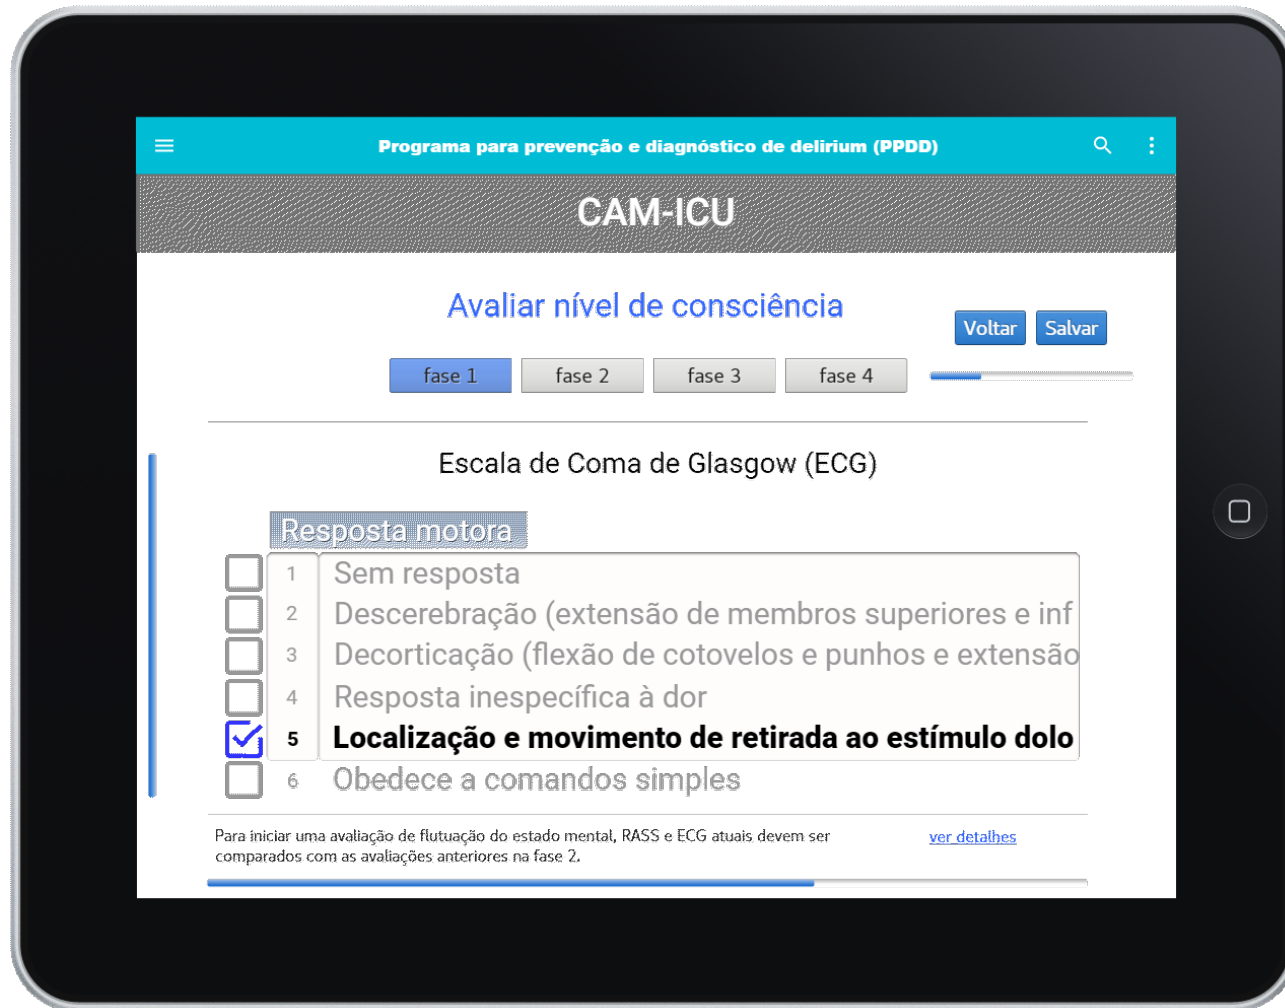 Programa para prevenção e diagnóstico de delirium (PPDD)
CAM-ICU
Avaliar nível de consciência
Voltar Salvar
fase 1 fase 2 fase 3 fase 4
Escala de Coma de Glasgow (ECG)
Resposta motora
1 Sem resposta
2 Descerebração (extensão de membros superiores e inf
3 Decorticação (flexão de cotovelos e punhos e extensão
4 Resposta inespecífica à dor
5 Localização e movimento de retirada ao estímulo dolo
6 Obedece a comandos simples
Para iniciar uma avaliação de flutuação do estado mental, RASS e ECG atuais devem ser
comparados com as avaliações anteriores na fase 2.
ver detalhes